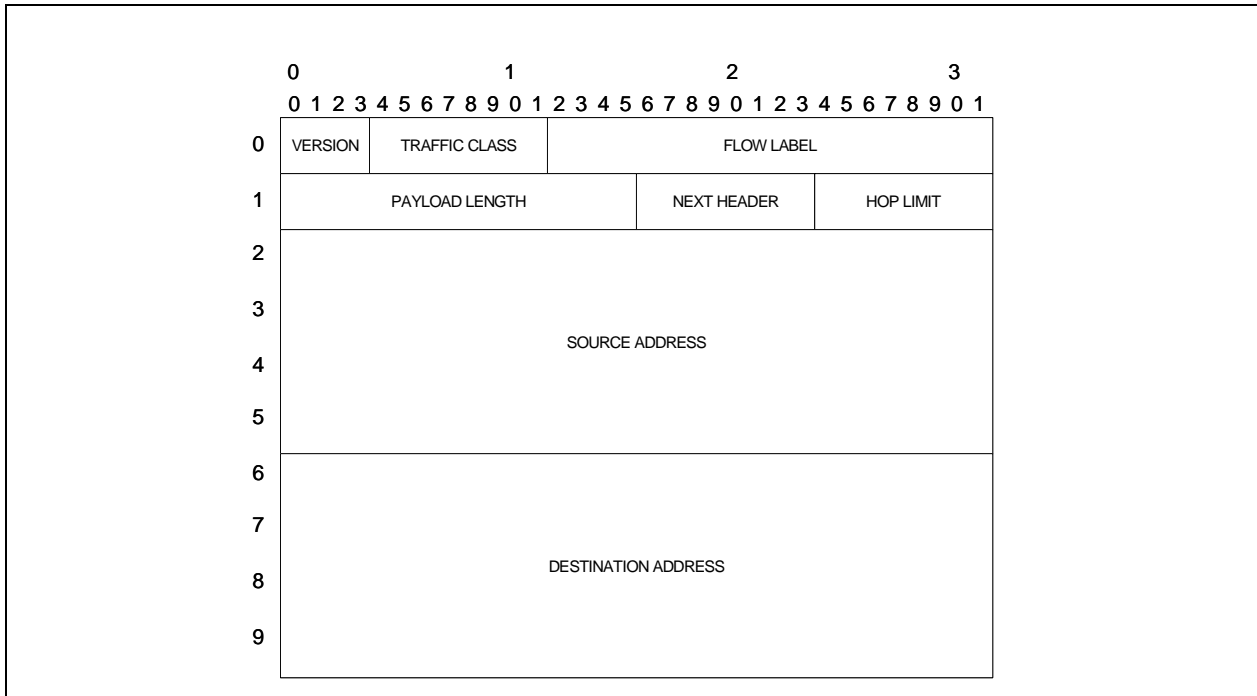 0 1 2 3
0 1 2 3 4 5 6 7 8 9 0 1 2 3 4 5 6 7 8 9 0 1 2 3 4 5 6 7 8 9 0 1
0 VERSION TRAFFIC CLASS FLOW LABEL
1 PAYLOAD LENGTH NEXT HEADER HOP LIMIT
2
3
SOURCE ADDRESS
4
5
6
7
DESTINATION ADDRESS
8
9